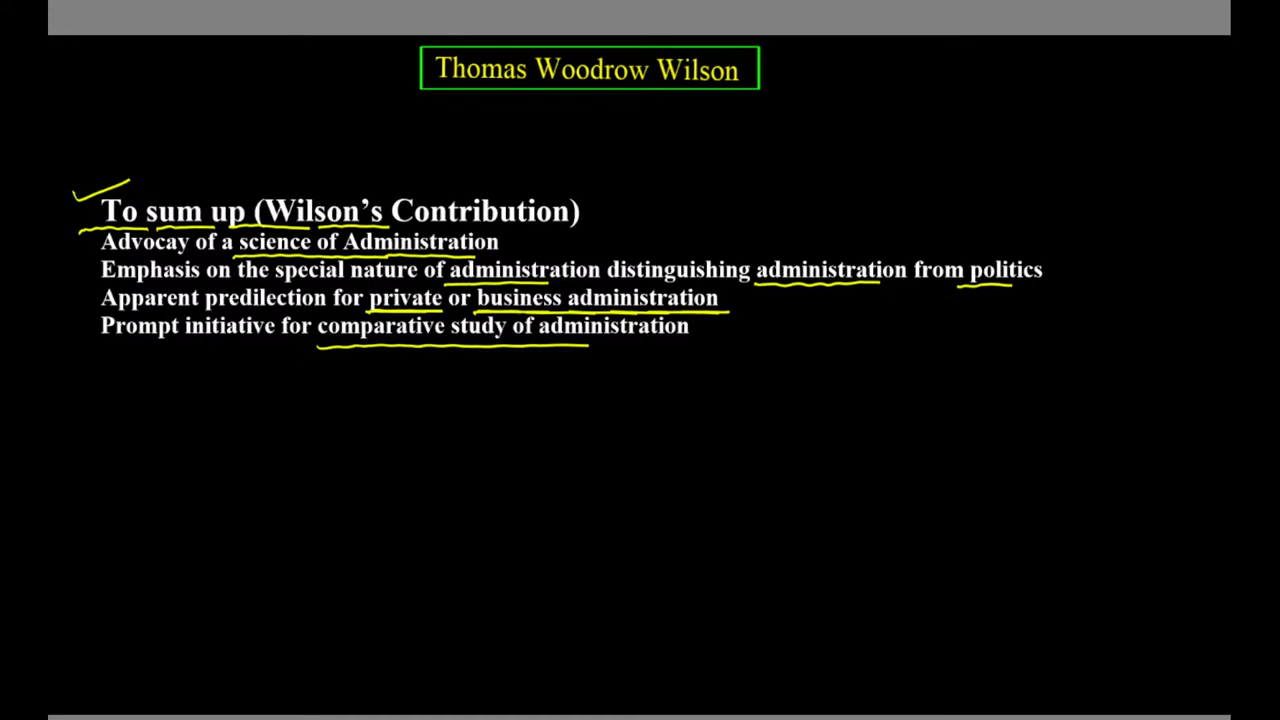 Thomas Woodrow Wilson
To sum up (Wilson’s Contribution)
Advocay of a science of Administration
Emphasis on the special nature of administration distinguishing administration from politics
Apparent predilection for private or business administration
Prompt initiative for comparative study of administration